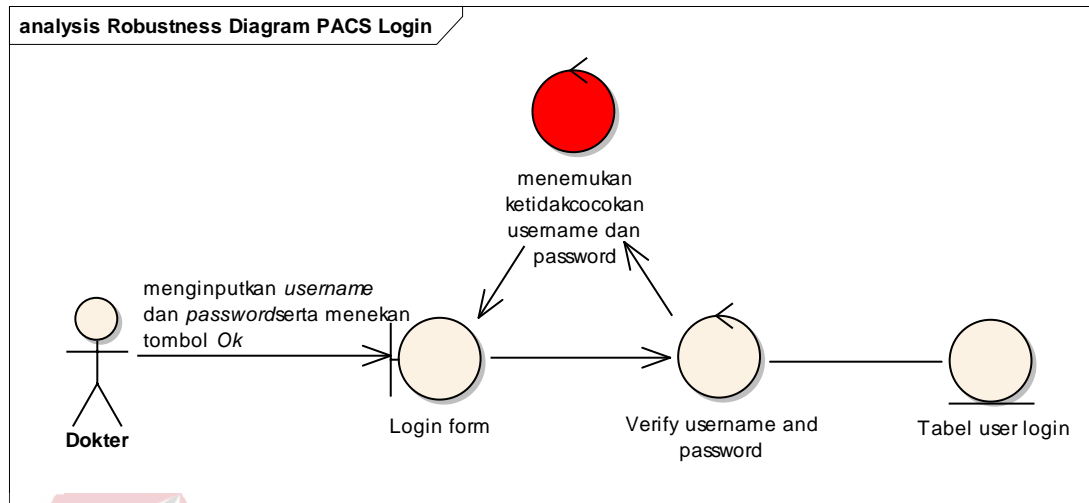 analysis Robustness Diagram PACS Login
menemukan
ketidakcocokan
username dan
password
menginputkan username
dan passwordserta menekan
tombol Ok
Dokter
Login form
Verify username and
password
Tabel user login